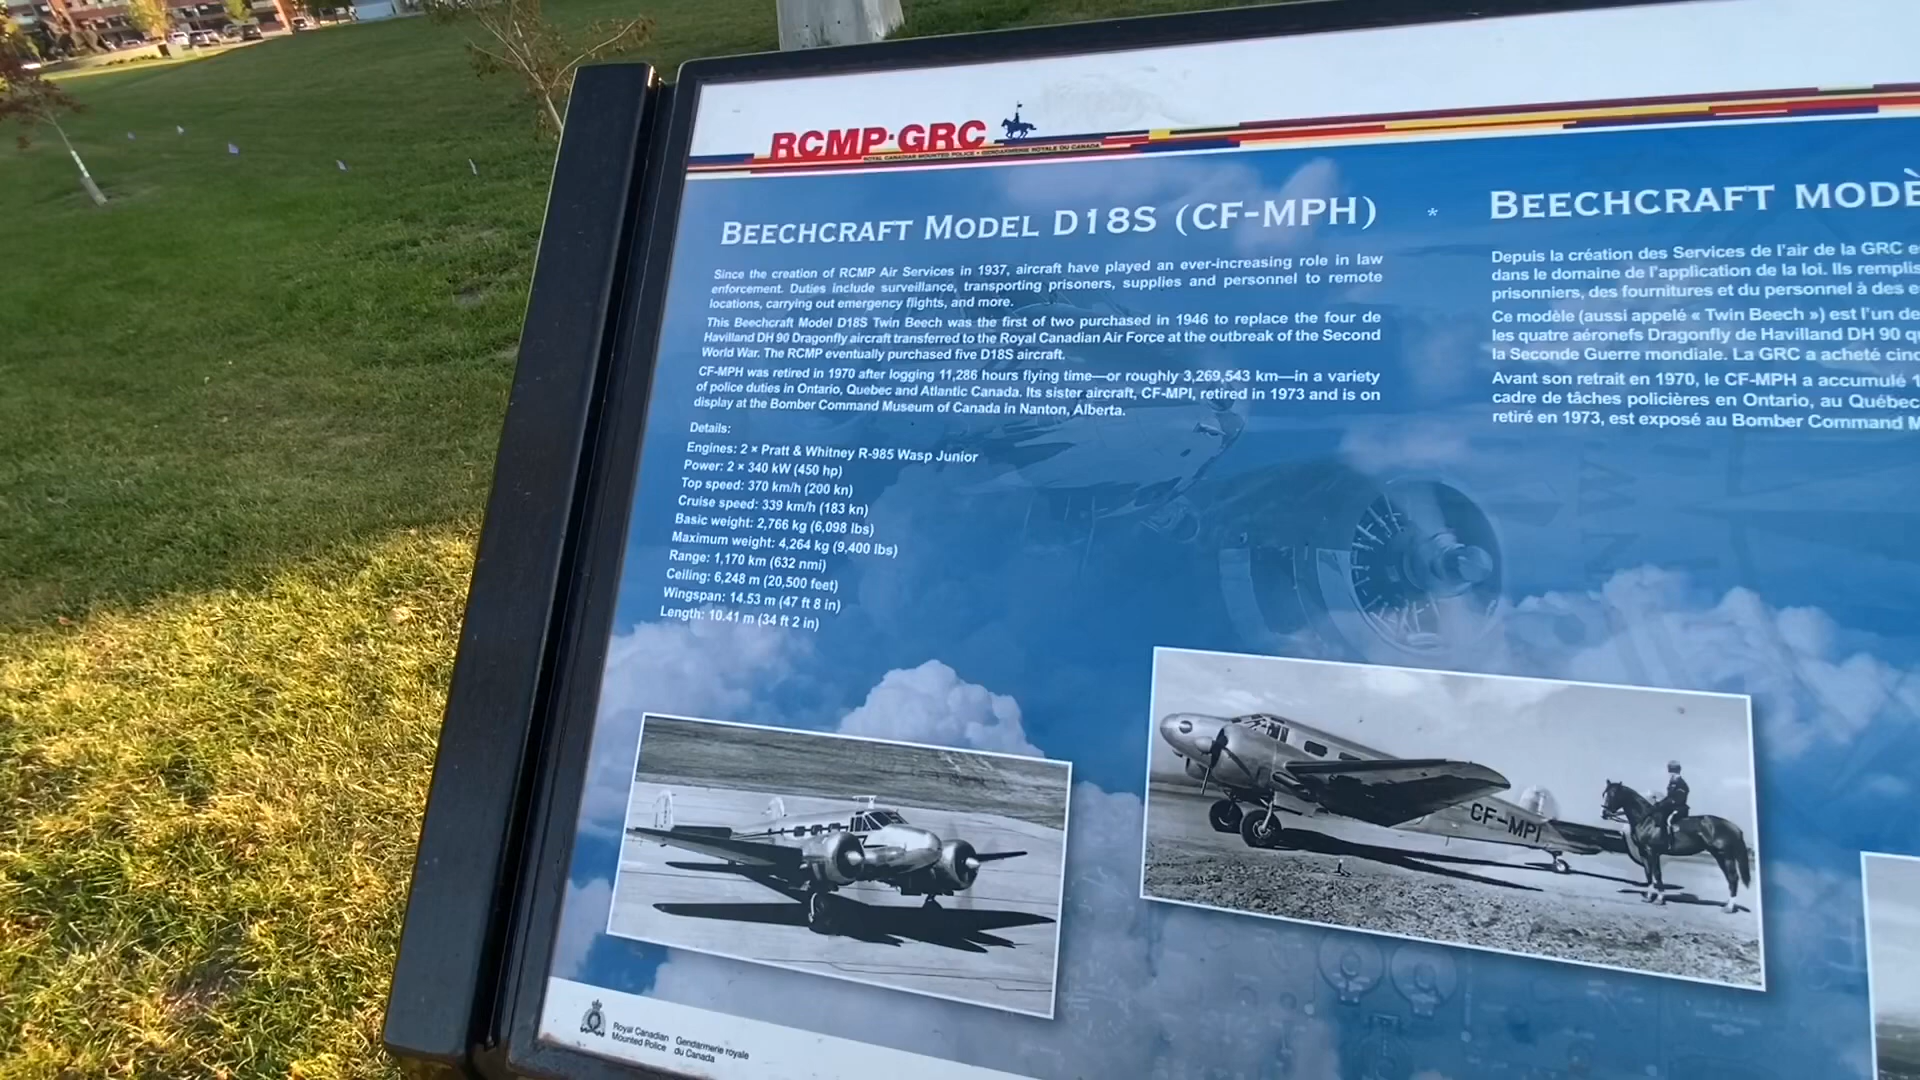 RCMP·GRC
ROYAL CANADIAN MOUNTED POLICE • GENDARMERIE ROYALE DU CANADA
BEECHCRAFT MODEL D18S (CF-MPH)
Since the creation of RCMP Air Services in 1937, aircraft have played an ever-increasing role in law
enforcement. Duties include surveillance, transporting prisoners, supplies and personnel to remote
locations, carrying out emergency flights, and more.
This Beechcraft Model D18S Twin Beech was the first of two purchased in 1946 to replace the four de
Havilland DH 90 Dragonfly aircraft transferred to the Royal Canadian Air Force at the outbreak of the Second
World War. The RCMP eventually purchased five D18S aircraft.
CF-MPH was retired in 1970 after logging 11,286 hours flying time—or roughly 3,269,543 km—in a variety
of police duties in Ontario, Quebec and Atlantic Canada. Its sister aircraft, CF-MPI, retired in 1973 and is on
display at the Bomber Command Museum of Canada in Nanton, Alberta.
Details:
Engines: 2 × Pratt & Whitney R-985 Wasp Junior
Power: 2 × 340 kW (450 hp)
Top speed: 370 km/h (200 kn)
Cruise speed: 339 km/h (183 kn)
Basic weight: 2,766 kg (6,098 lbs)
Maximum weight: 4,264 kg (9,400 lbs)
Range: 1,170 km (632 nmi)
Ceiling: 6,248 m (20,500 feet)
Wingspan: 14.53 m (47 ft 8 in)
Length: 10.41 m (34 ft 2 in)
*
BEECHCRAFT MODÈ
Depuis la création des Services de l'air de la GRC
dans le domaine de l'application de la loi. Ils remplis
prisonniers, des fournitures et du personnel à des
Ce modèle (aussi appelé « Twin Beech ») est l'un de
les quatre aéronefs Dragonfly de Havilland DH 90
la Seconde Guerre mondiale. La GRC a acheté cinq
Avant son retrait en 1970, le CF-MPH a accumulé 1
cadre de tâches policières en Ontario, au Québec
retiré en 1973, est exposé au Bomber Command M
CF-MPI
Royal Canadian Gendarmerie royale
Mounted Police du Canada